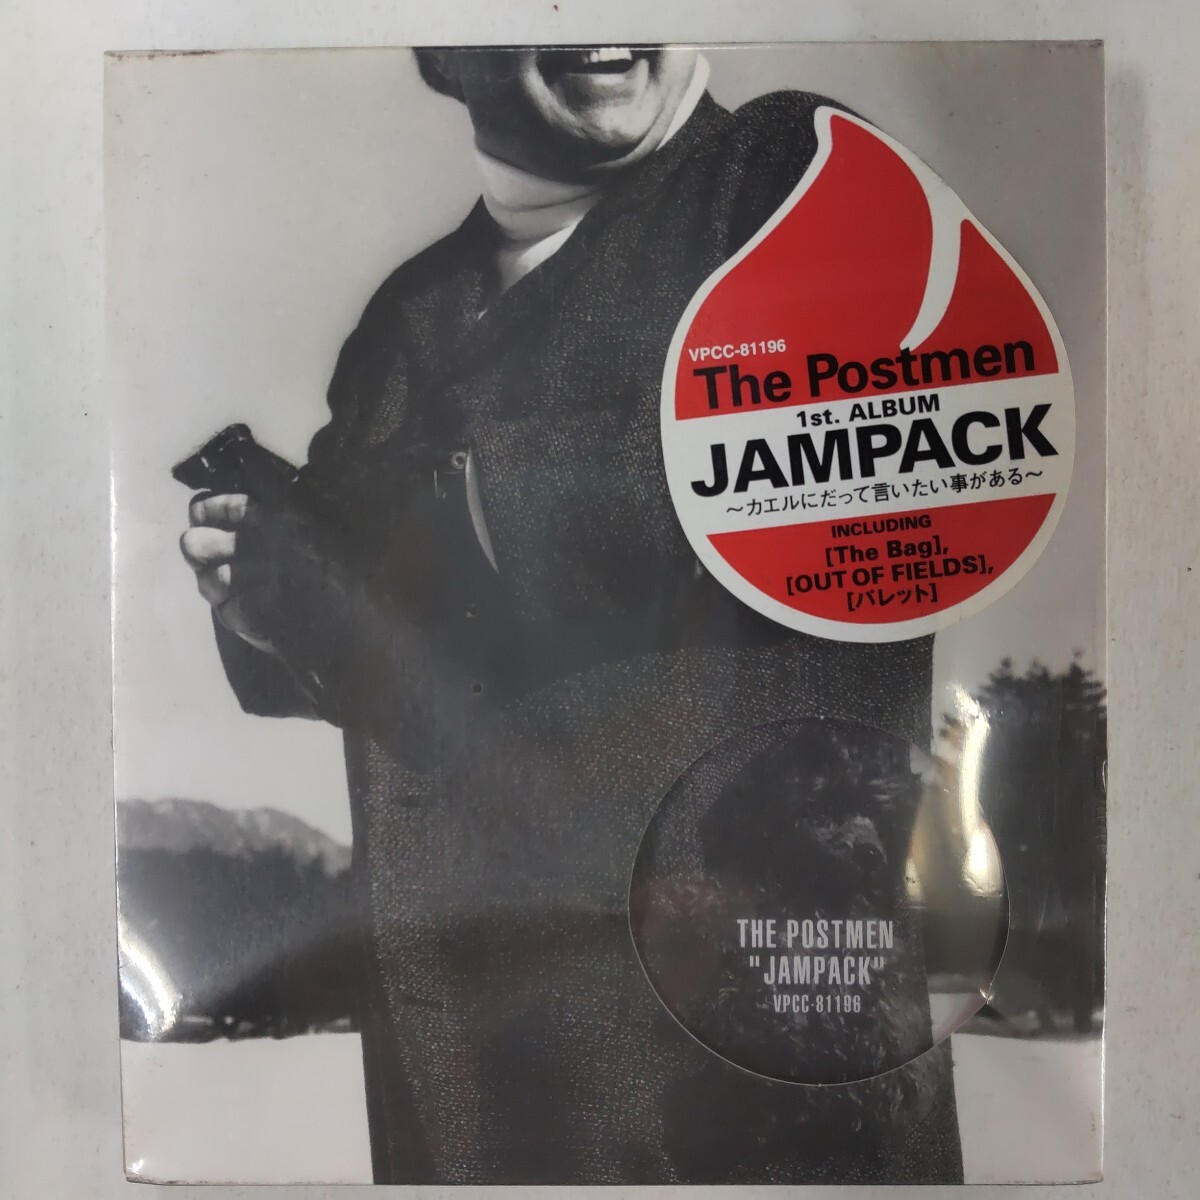 VPCC-81196
The Postmen
1st. ALBUM
JAMPACK
～カエルにだって言いたい事がある～
INCLUDING
[The Bag],
[OUT OF FIELDS],
[パレット]
THE POSTMEN
"JAMPACK"
VPCC-81196